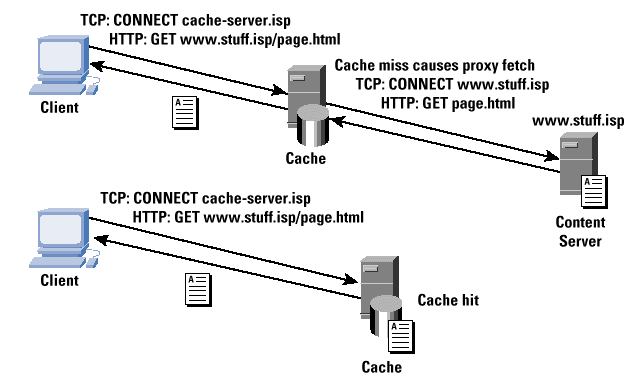 TCP: CONNECT cache-server.isp
HTTP: GET www.stuff.isp/page.html
Cache miss causes proxy fetch
TCP: CONNECT www.stuff.isp
HTTP: GET page.html
www.stuff.isp
Client
A
Cache
A
Content
Server
TCP: CONNECT cache-server.isp
HTTP: GET www.stuff.isp/page.html
Client
A
Cache hit
A
Cache